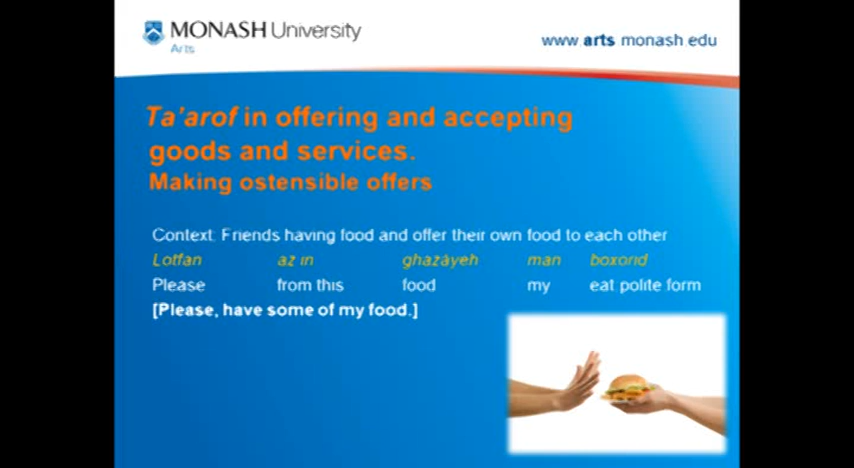 MONASH University
Arts
www arts monash edu
Ta'arof in offering and accepting
goods and services.
Making ostensible offers
Context: Friends having food and offer their own food to each other
Lotfan az in ghazàyeh man boxorid
Please from this food my eat polite form
[Please, have some of my food.]